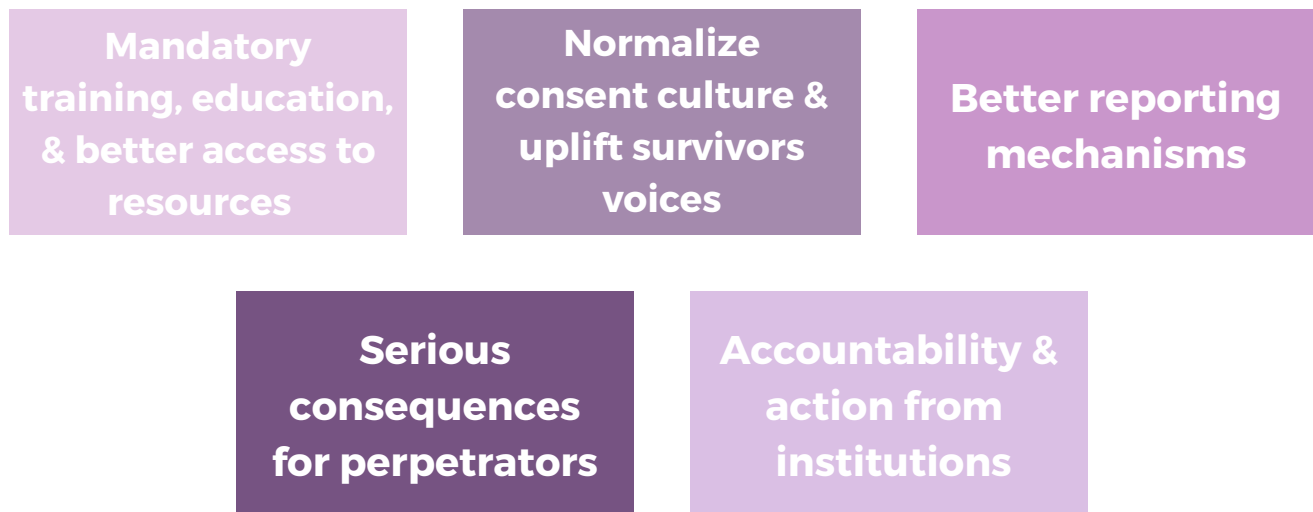 Mandatory
training, education,
& better access to
resources
Normalize
consent culture &
uplift survivors
voices
Better reporting
mechanisms
Serious
consequences
for perpetrators
Accountability &
action from
institutions